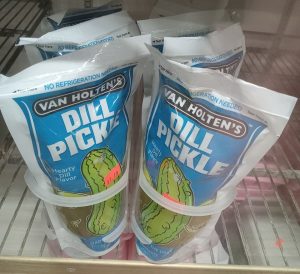 NO REFRIGERATION NEEDED
VAN HOLTEN'S
DILL
PICKLE
Hearty Dill
Flavor
NO REFRIGERATION NEEDED
VAN HOLTEN'S
DILL
PICKLE